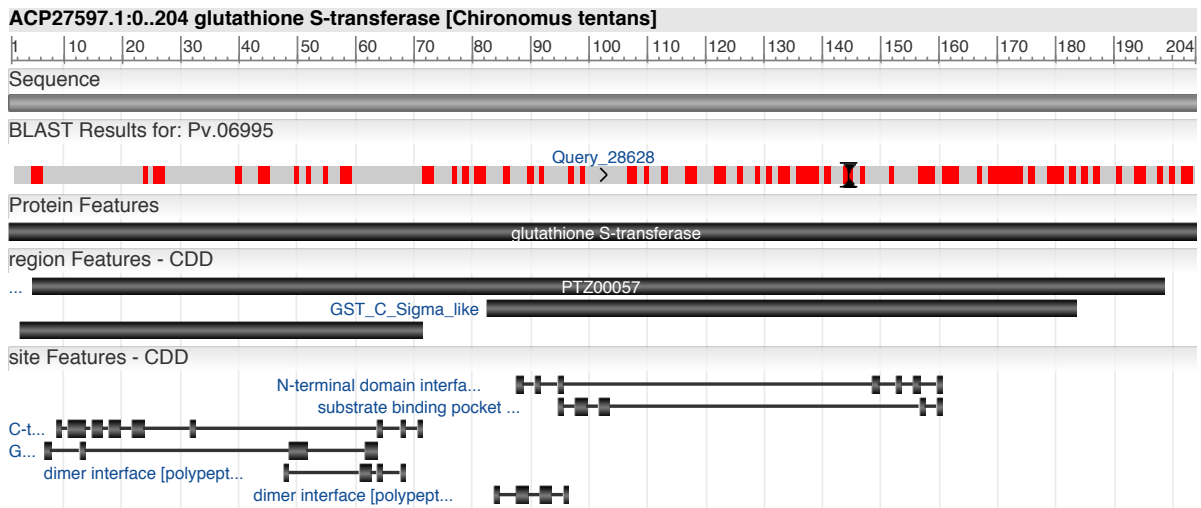 ACP27597.1:0..204 glutathione S-transferase [Chironomus tentans]
1 10 20 30 40 50 60 70 80 90 100 110 120 130 140 150 160 170 180 190 204
Sequence
BLAST Results for: Pv.06995
Query_28628
Protein Features
glutathione S-transferase
region Features - CDD
... PTZ00057
GST_C_Sigma_like
site Features - CDD
N-terminal domain interfa...
substrate binding pocket ...
C-t...
G...
dimer interface [polypept...
dimer interface [polypept...